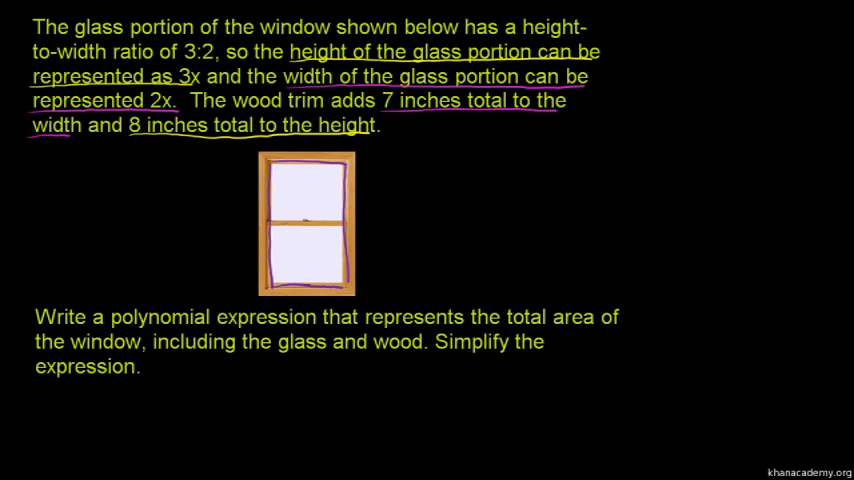 The glass portion of the window shown below has a height-
to-width ratio of 3:2, so the height of the glass portion can be
represented as 3x and the width of the glass portion can be
represented 2x. The wood trim adds 7 inches total to the
width and 8 inches total to the height.
Write a polynomial expression that represents the total area of
the window, including the glass and wood. Simplify the
expression.
khanacademy.org